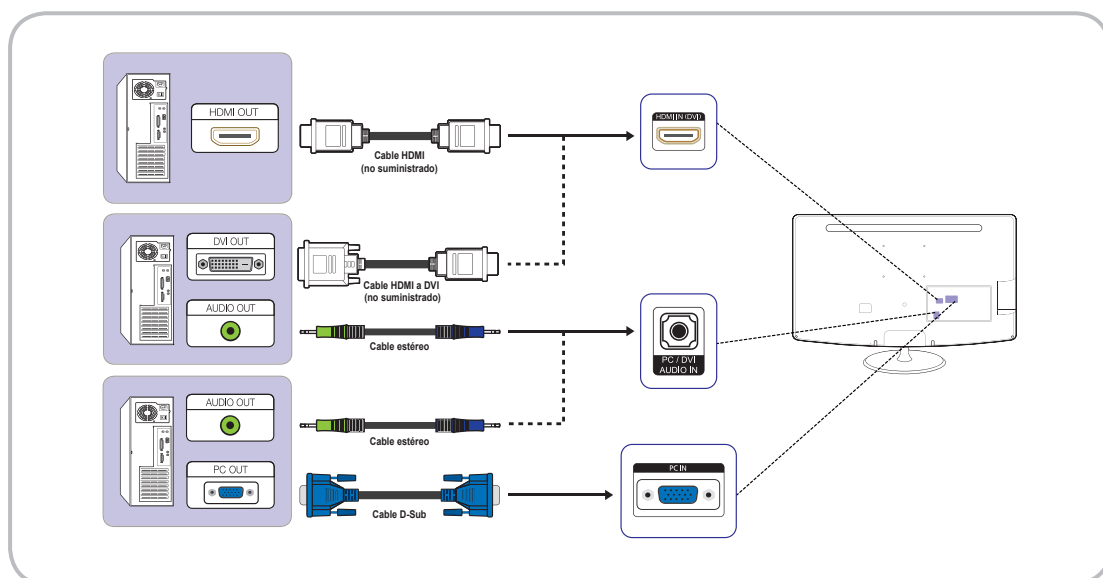 HDMI OUT
Cable HDMI
(no suministrado)
HDMI IN (DVI)
DVI OUT
AUDIO OUT
Cable HDMI a DVI
(no suministrado)
Cable estéreo
PC / DVI
AUDIO IN
AUDIO OUT
PC OUT
Cable estéreo
Cable D-Sub
PC IN